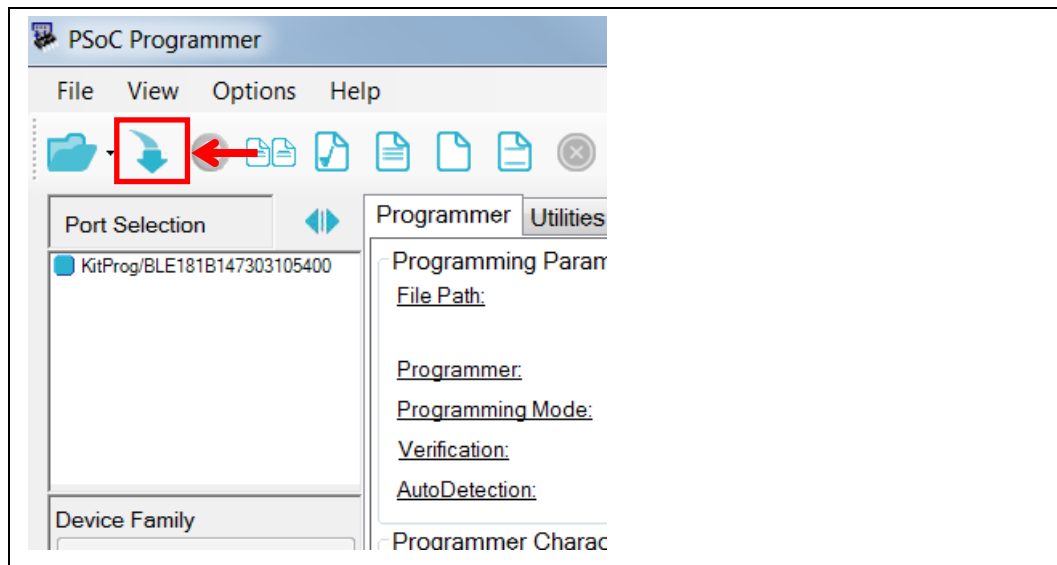 PSoC Programmer
File View Options Help
Port Selection
KitProg/BLE181B147303105400
Programmer Utilities
Programming Param
File Path:
Programmer:
Programming Mode:
Verification:
AutoDetection:
Device Family
Programmer Charac